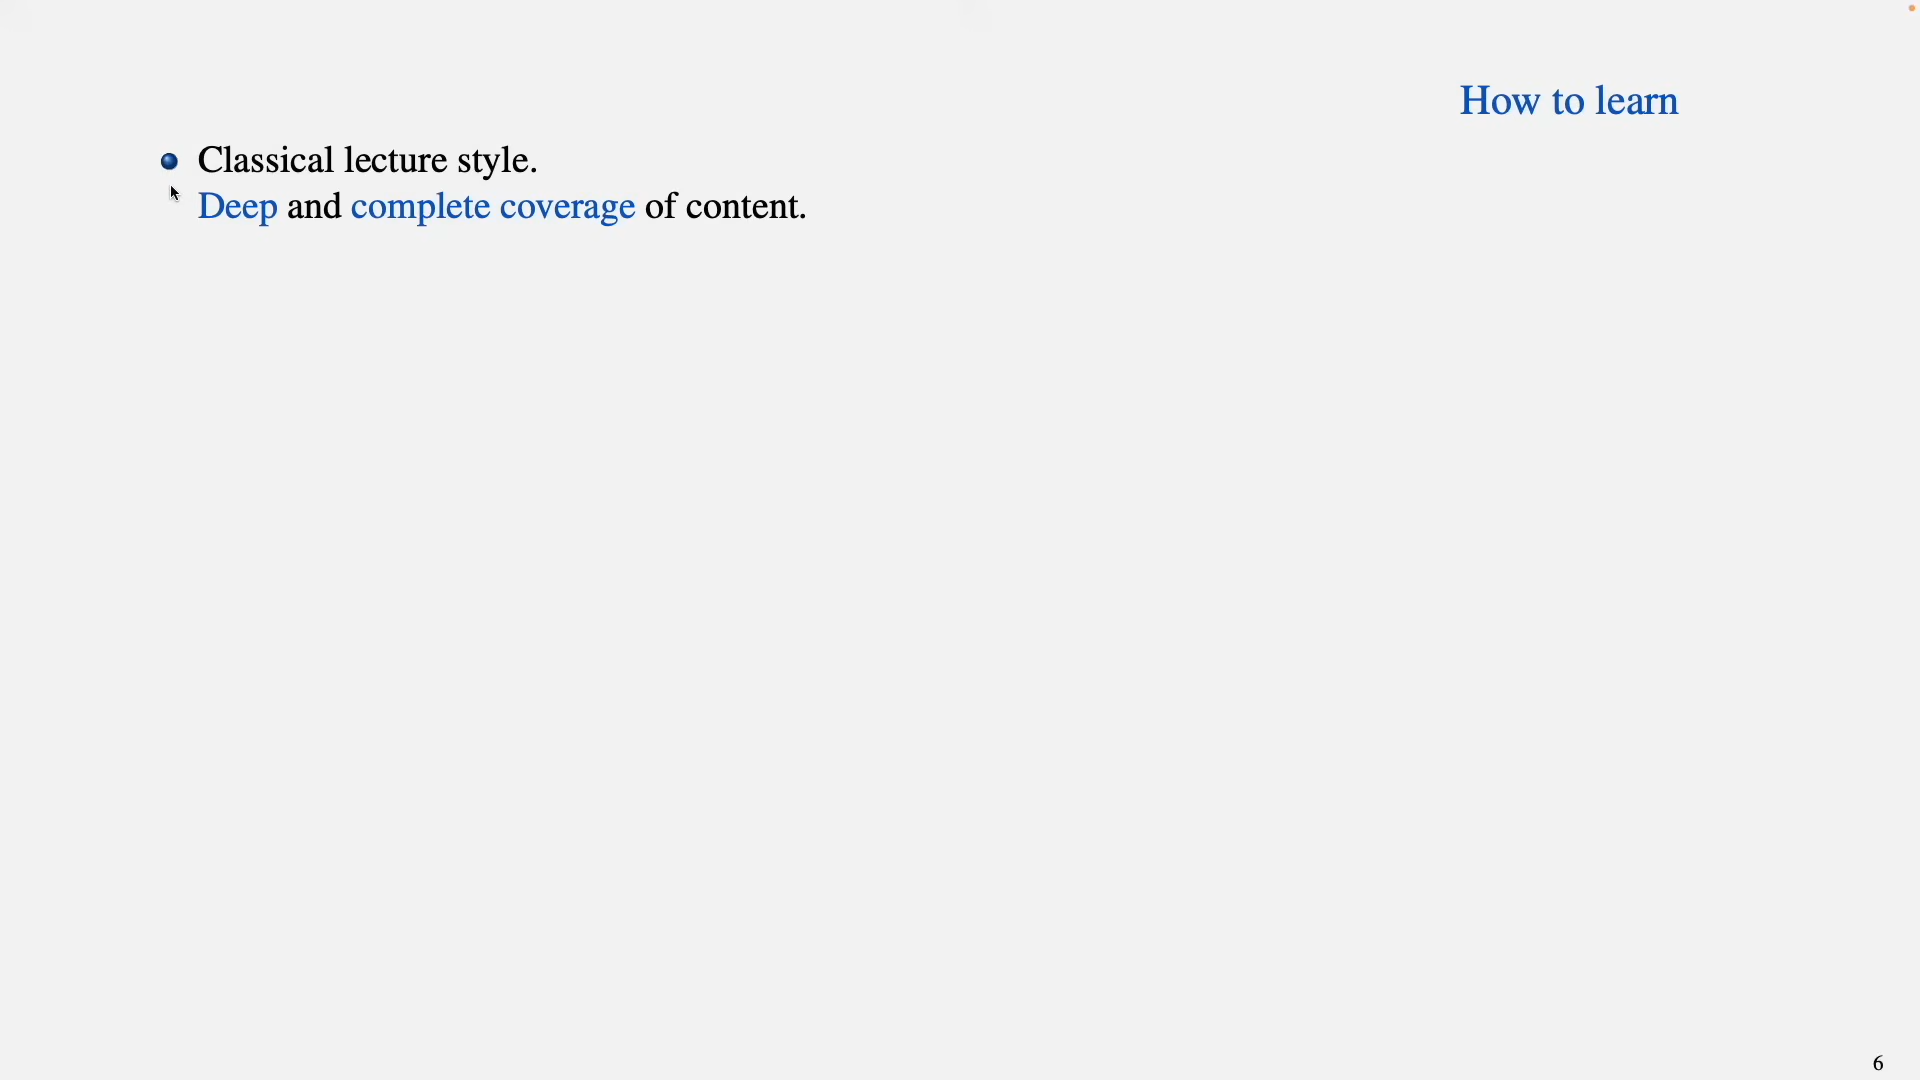 How to learn
Classical lecture style.
Deep and complete coverage of content.
6